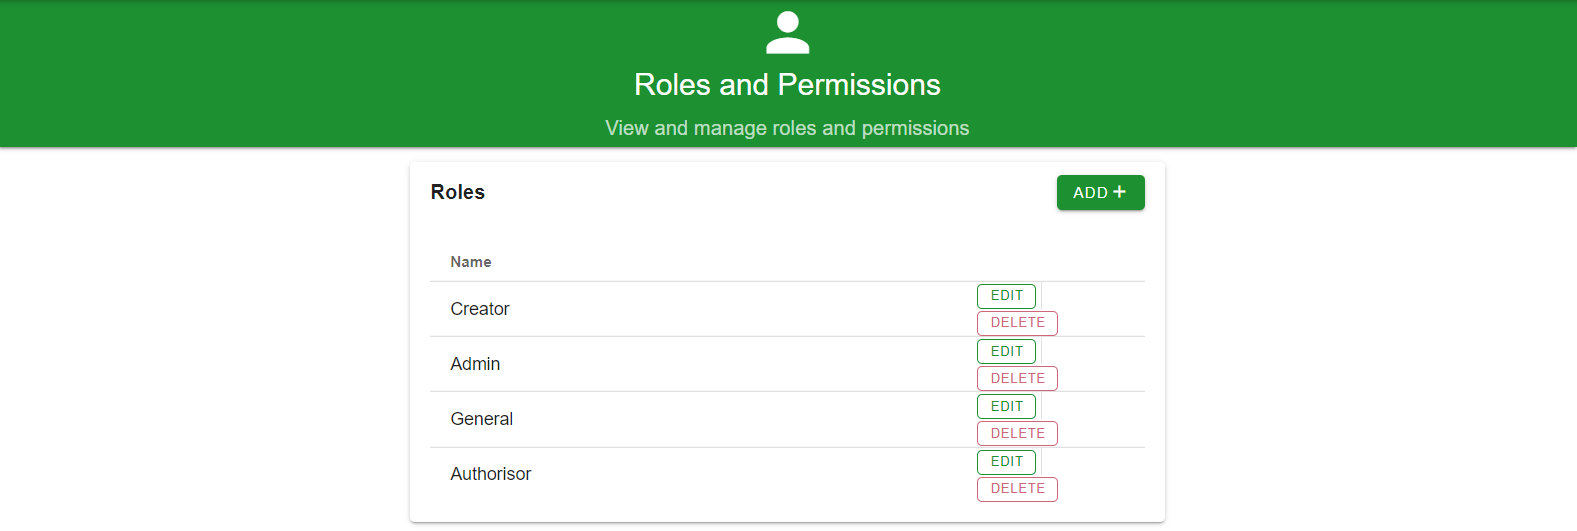 Roles and Permissions
View and manage roles and permissions
Roles
ADD+
Name
Creator
EDIT
DELETE
Admin
EDIT
DELETE
General
EDIT
DELETE
Authorisor
EDIT
DELETE